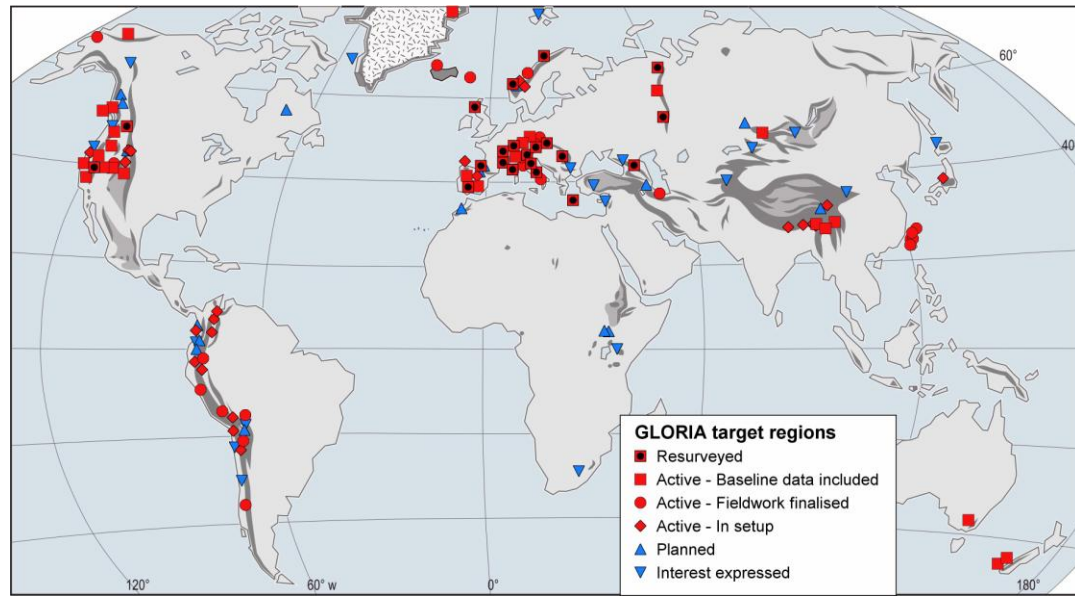 60°
40°
GLORIA target regions
Resurveyed
Active - Baseline data included
Active - Fieldwork finalised
Active - In setup
Planned
Interest expressed
120°
60° w
0°
180°